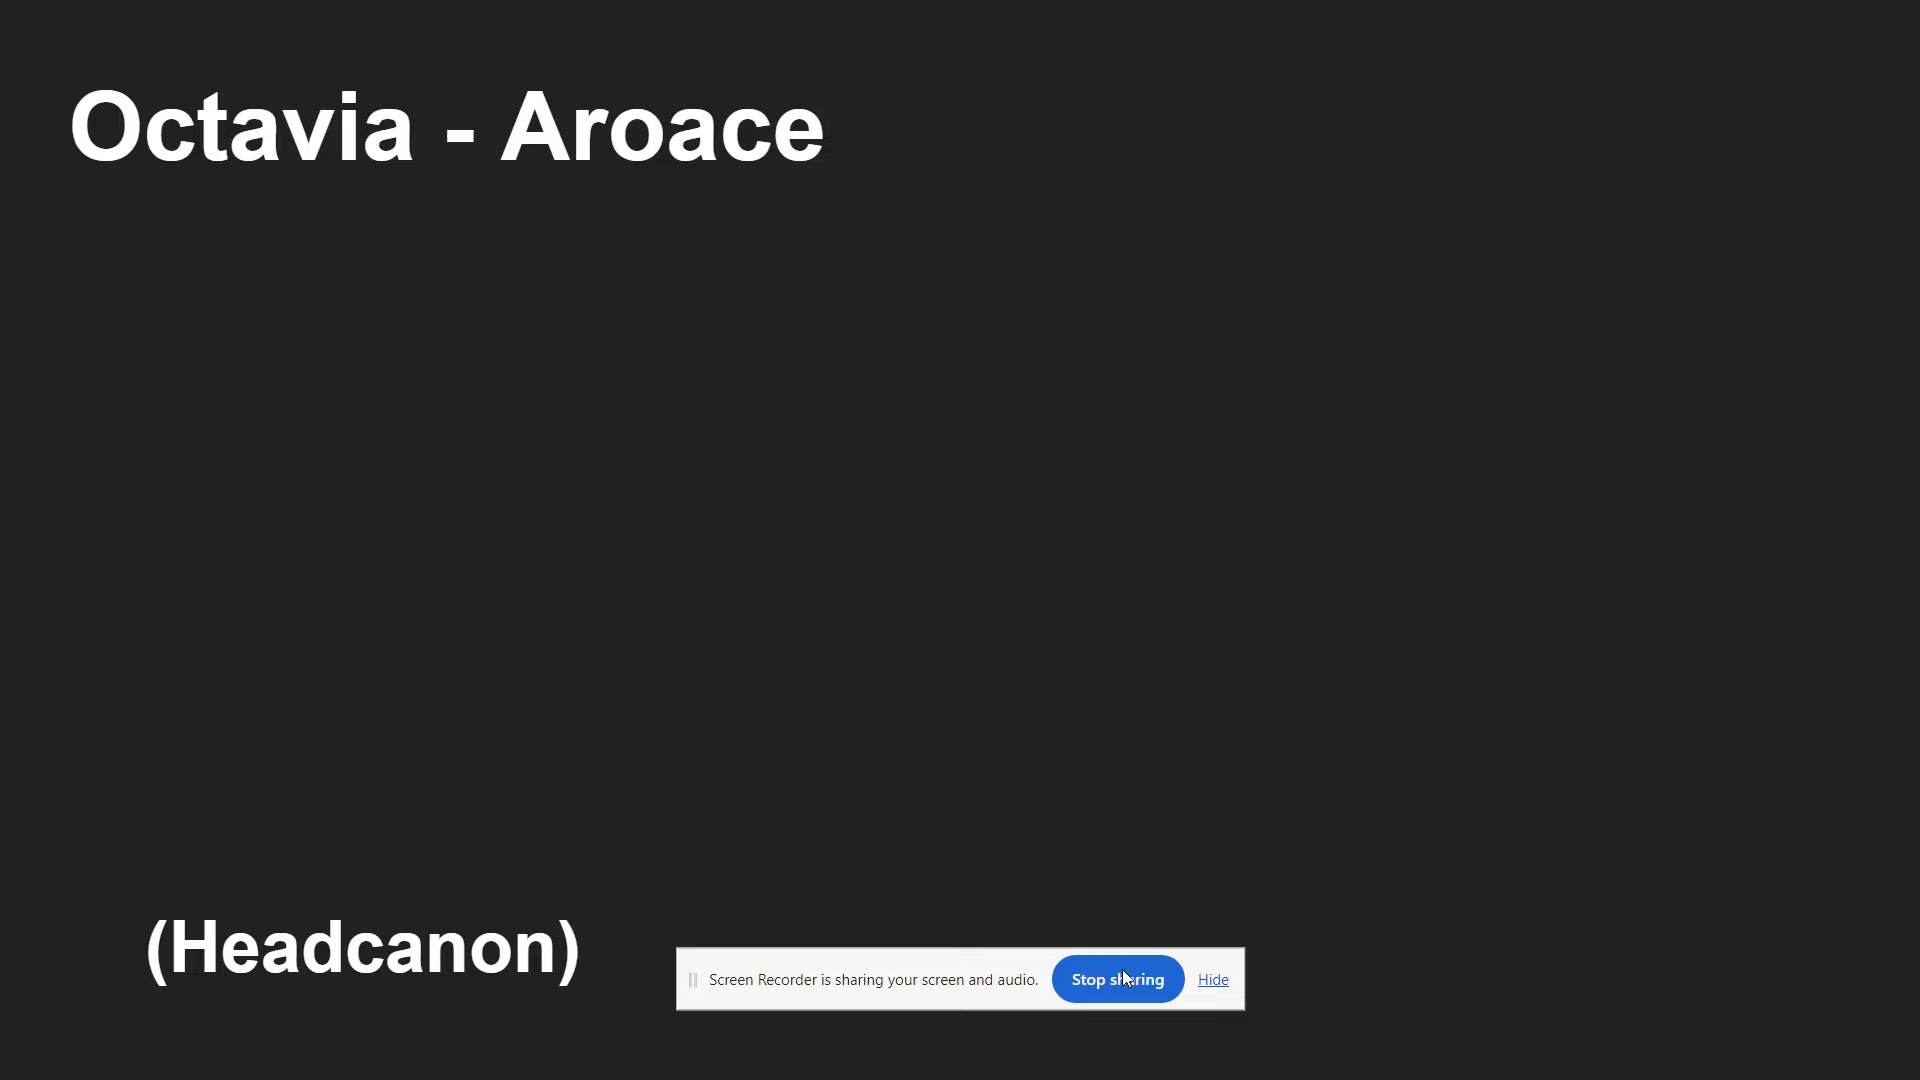 Octavia - Aroace
(Headcanon)
Screen Recorder is sharing your screen and audio. Stop sharing Hide